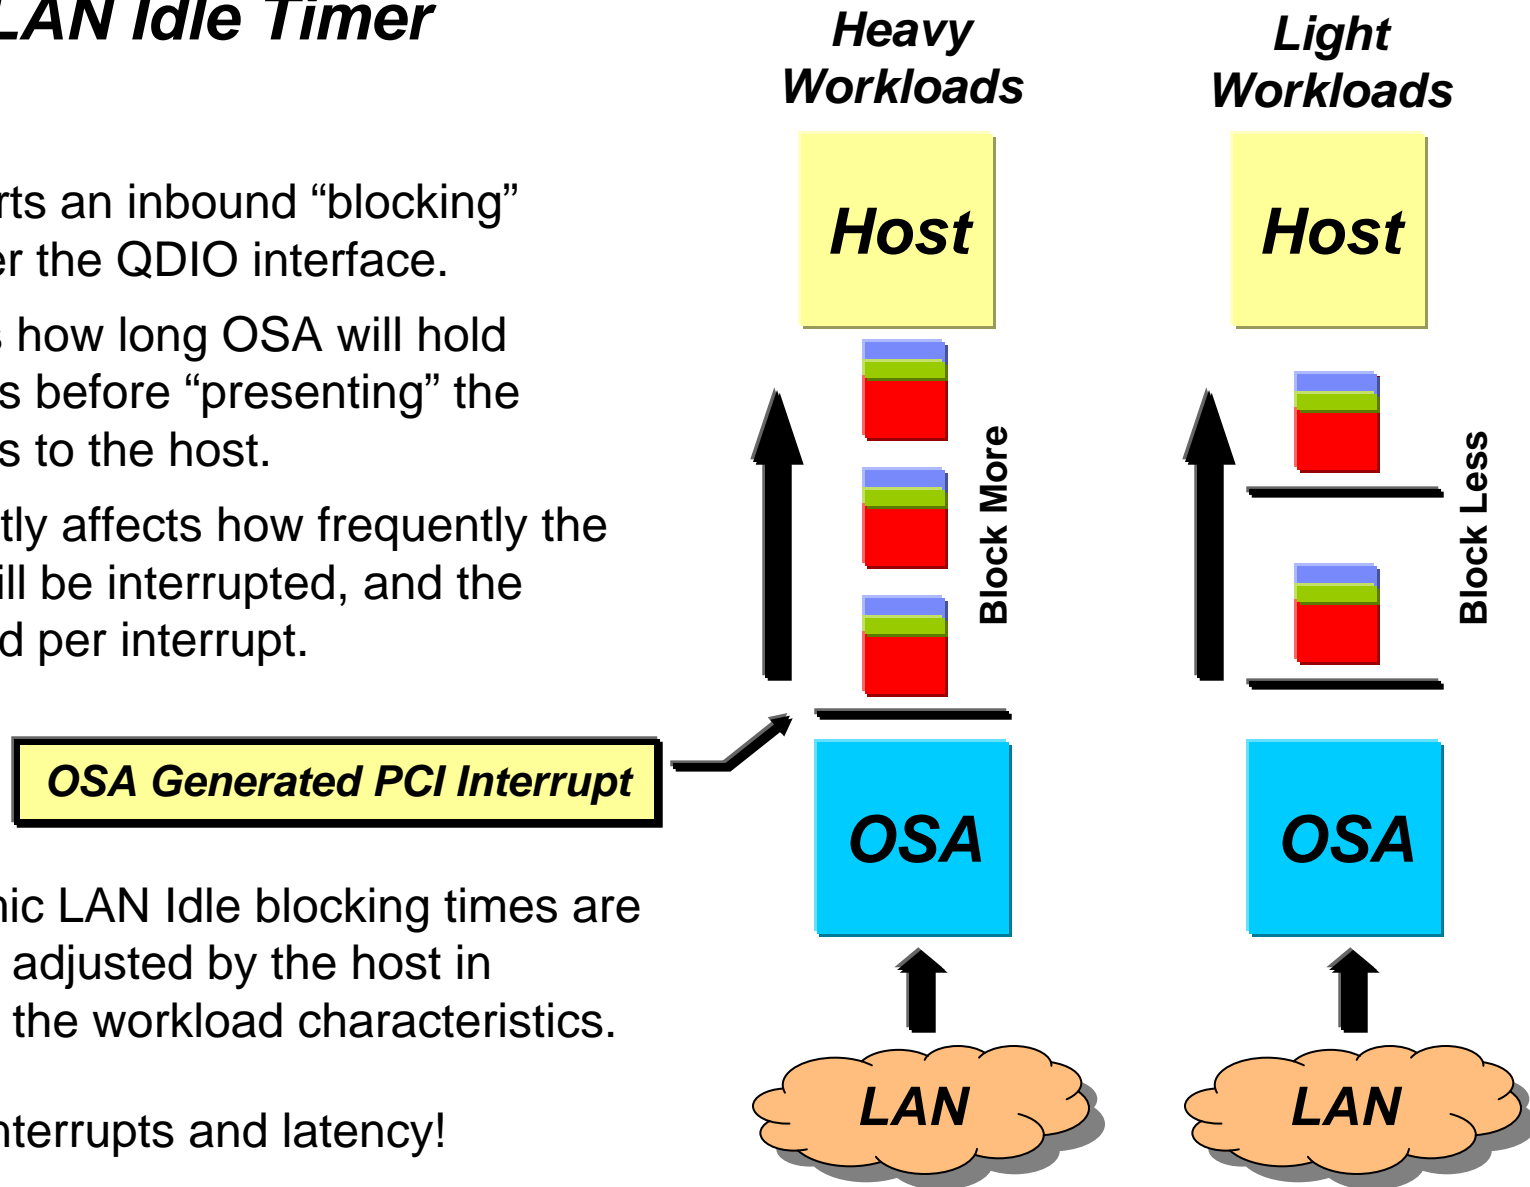 LAN Idle Timer
rts an inbound “blocking”
er the QDIO interface.
s how long OSA will hold
s before “presenting” the
s to the host.
tly affects how frequently the
ill be interrupted, and the
d per interrupt.
OSA Generated PCI Interrupt
nic LAN Idle blocking times are
adjusted by the host in
the workload characteristics.
nterrupts and latency!
Heavy
Workloads
Host
Block More
OSA
LAN
Light
Workloads
Host
Block Less
OSA
LAN